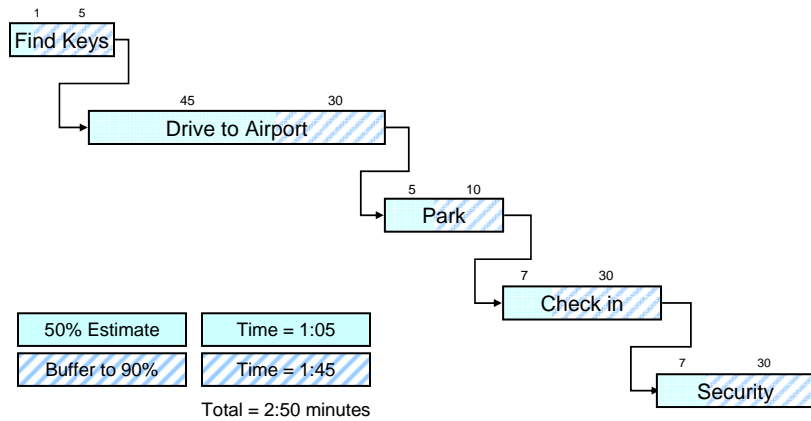 1 5
Find Keys
45 30
Drive to Airport
5 10
Park
7 30
Check in
7 30
Security
50% Estimate Time = 1:05
Buffer to 90% Time = 1:45
Total = 2:50 minutes